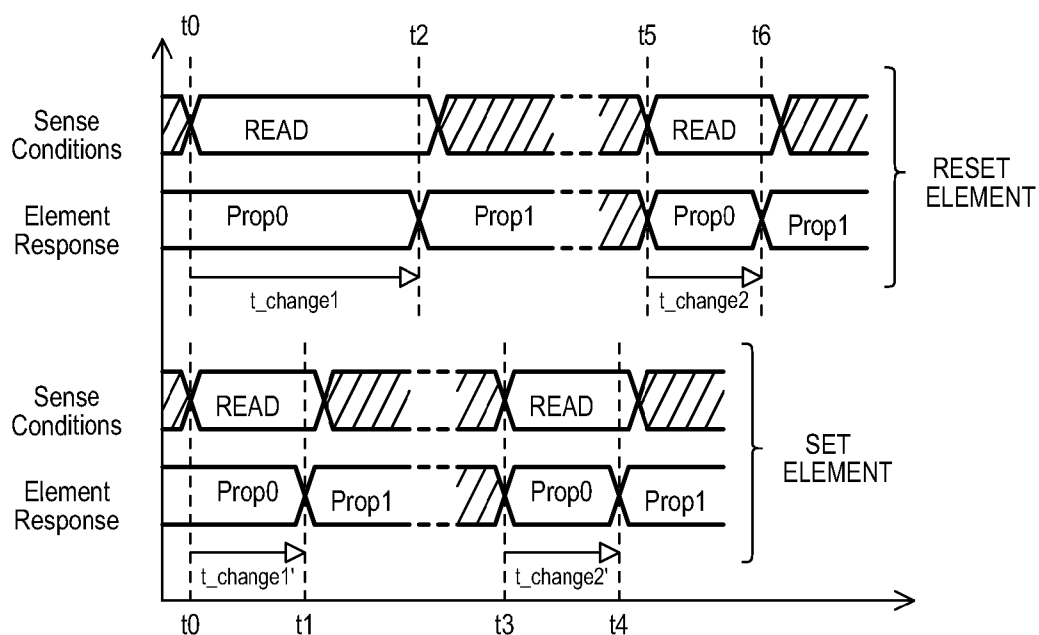 t0
t2
t5
t6
Sense
Conditions
READ
READ
RESET
ELEMENT
Element
Response
Prop0
Prop1
Prop0
Prop1
t_change1
t_change2
Sense
Conditions
READ
READ
SET
ELEMENT
Element
Response
Prop0
Prop1
Prop0
Prop1
t_change1'
t_change2'
t0
t1
t3
t4